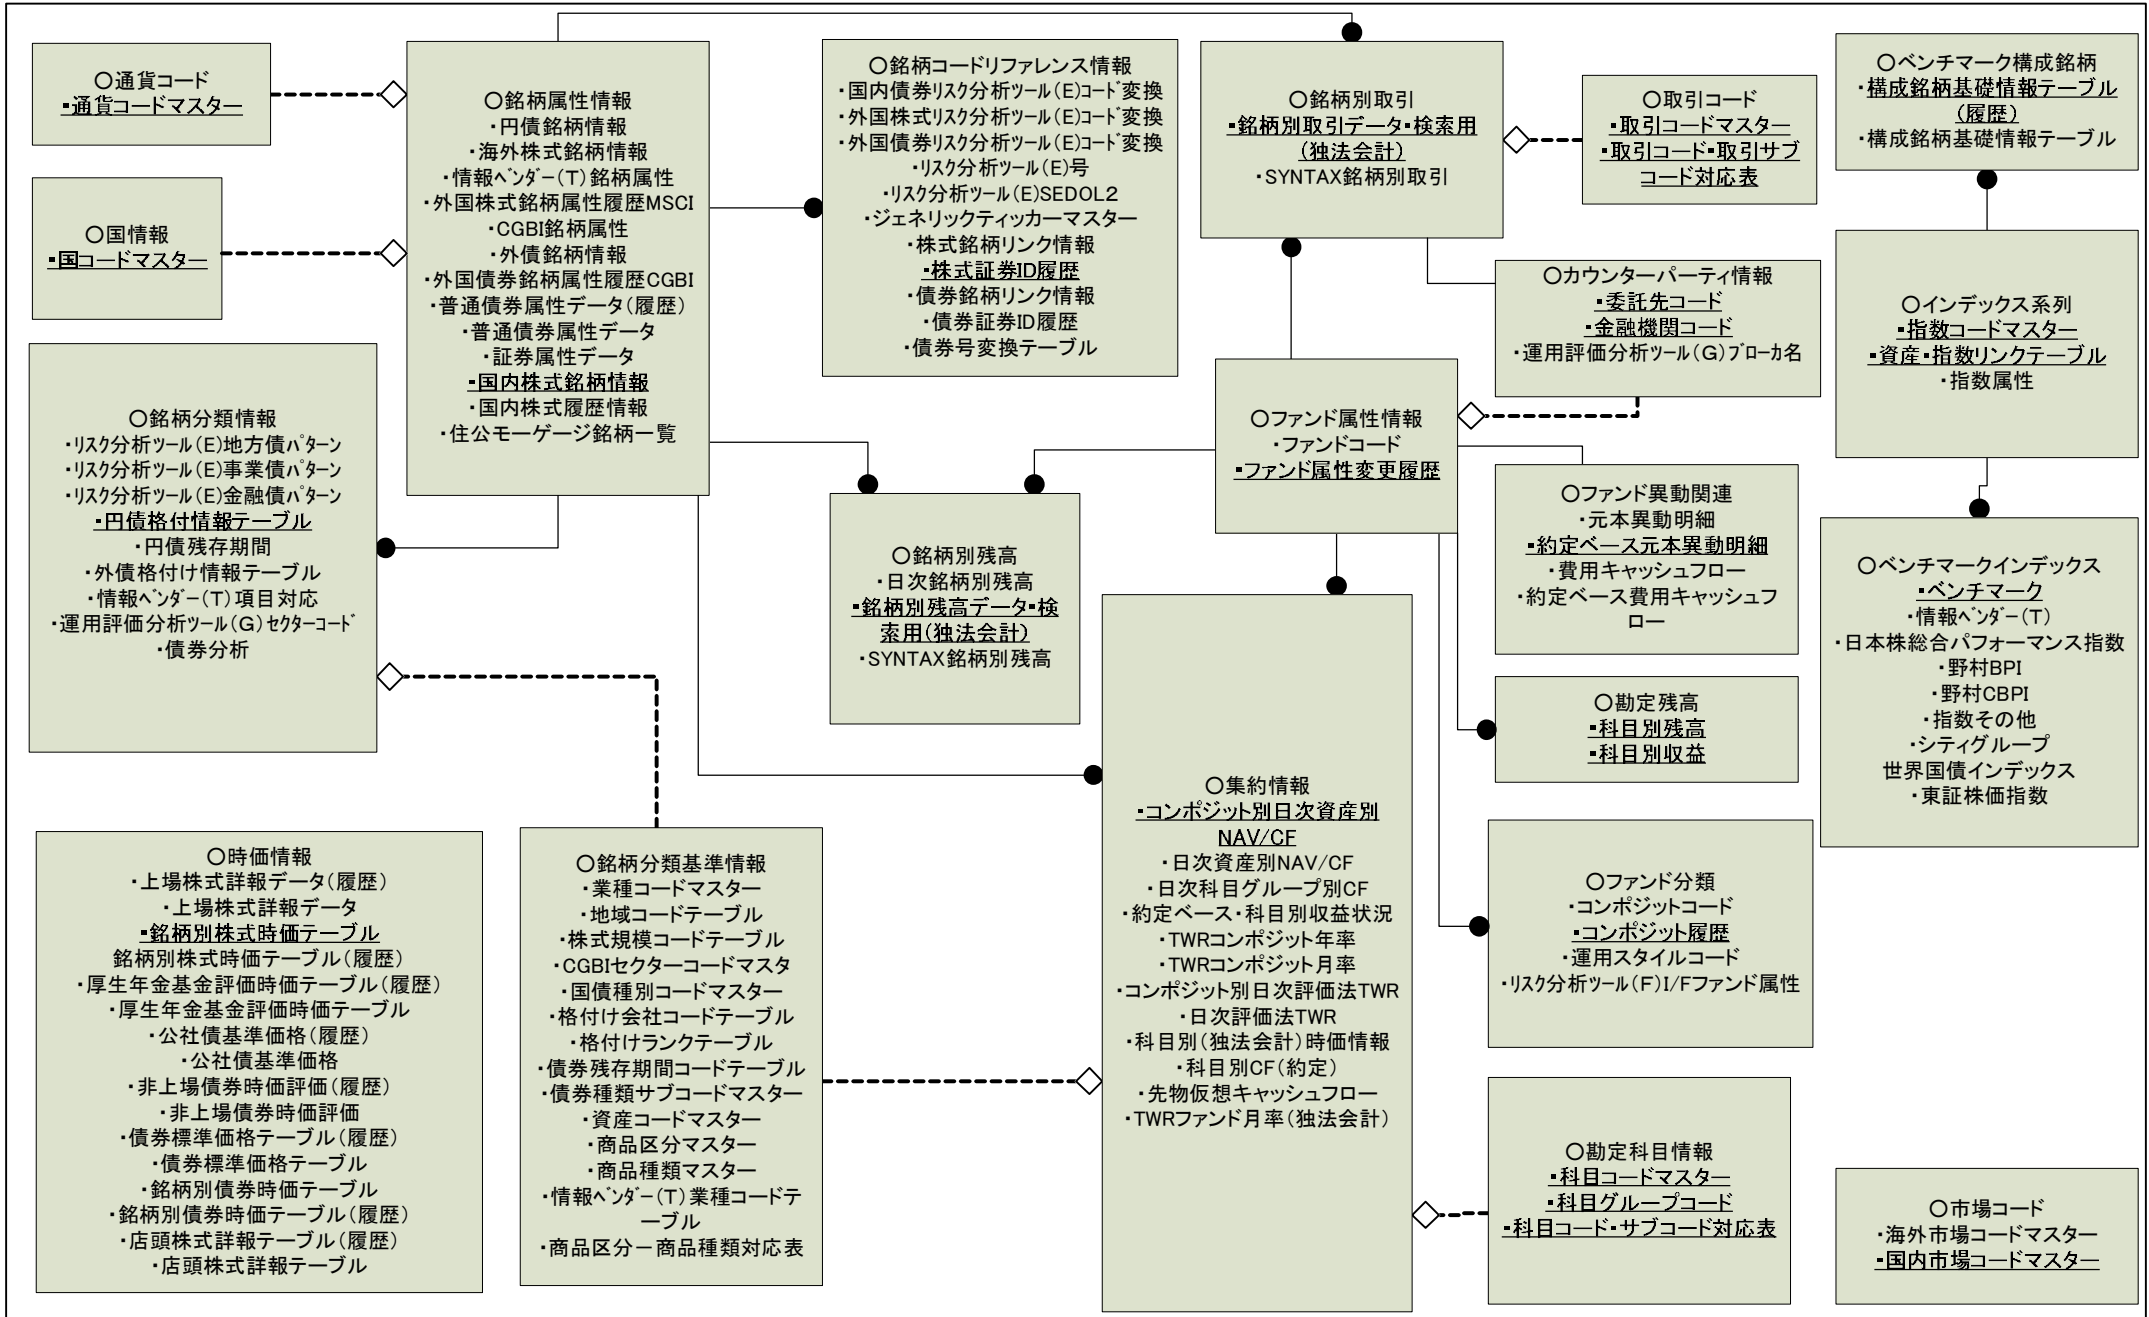 ○通貨コード
・通貨コードマスター
○国情報
・国コードマスター
○銘柄属性情報
・円債銘柄情報
・海外株式銘柄情報
・情報ベンダー(T)銘柄属性
・外国株式銘柄属性履歴MSCI
・CGBI銘柄属性
・外債銘柄情報
・外国債券銘柄属性履歴CGBI
・普通債券属性データ(履歴)
・普通債券属性データ
・証券属性データ
・国内株式銘柄情報
・国内株式履歴情報
・住公モーゲージ銘柄一覧
○銘柄コードリファレンス情報
・国内債券リスク分析ツール(E)コード変換
・外国株式リスク分析ツール(E)コード変換
・外国債券リスク分析ツール(E)コード変換
・リスク分析ツール(E)号
・リスク分析ツール(E)SEDOL2
・ジェネリックティッカーマスター
・株式銘柄リンク情報
・株式証券ID履歴
・債券銘柄リンク情報
・債券証券ID履歴
・債券号変換テーブル
○銘柄別取引
・銘柄別取引データ・検索用
(独法会計)
・SYNTAX銘柄別取引
○取引コード
・取引コードマスター
・取引コード・取引サブ
コード対応表
○ベンチマーク構成銘柄
・構成銘柄基礎情報テーブル
(履歴)
・構成銘柄基礎情報テーブル
○カウンターパーティ情報
・委託先コード
・金融機関コード
・運用評価分析ツール(G)ブローカ名
○インデックス系列
・指数コードマスター
・資産・指数リンクテーブル
・指数属性
○銘柄分類情報
・リスク分析ツール(E)地方債パターン
・リスク分析ツール(E)事業債パターン
・リスク分析ツール(E)金融債パターン
・円債格付情報テーブル
・円債残存期間
・外債格付け情報テーブル
・情報ベンダー(T)項目対応
・運用評価分析ツール(G)セクターコード
・債券分析
○ファンド属性情報
・ファンドコード
・ファンド属性変更履歴
○ファンド異動関連
・元本異動明細
・約定ベース元本異動明細
・費用キャッシュフロー
・約定ベース費用キャッシュフ
ロー
○銘柄別残高
・日次銘柄別残高
・銘柄別残高データ・検
索用(独法会計)
・SYNTAX銘柄別残高
○ベンチマークインデックス
・ベンチマーク
・情報ベンダー(T)
・日本株総合パフォーマンス指数
・野村BPI
・野村CBPI
・指数その他
・シティグループ
世界国債インデックス
・東証株価指数
○勘定残高
・科目別残高
・科目別収益
○時価情報
・上場株式詳報データ(履歴)
・上場株式詳報データ
・銘柄別株式時価テーブル
銘柄別株式時価テーブル(履歴)
・厚生年金基金評価時価テーブル(履歴)
・厚生年金基金評価時価テーブル
・公社債基準価格(履歴)
・公社債基準価格
・非上場債券時価評価(履歴)
・非上場債券時価評価
・債券標準価格テーブル(履歴)
・債券標準価格テーブル
・銘柄別債券時価テーブル
・銘柄別債券時価テーブル(履歴)
・店頭株式詳報テーブル(履歴)
・店頭株式詳報テーブル
○銘柄分類基準情報
・業種コードマスター
・地域コードテーブル
・株式規模コードテーブル
・CGBIセクターコードマスタ
・国債種別コードマスター
・格付け会社コードテーブル
・格付けランクテーブル
・債券残存期間コードテーブル
・債券種類サブコードマスター
・資産コードマスター
・商品区分マスター
・商品種類マスター
・情報ベンダー(T)業種コードテ
ーブル
・商品区分－商品種類対応表
○集約情報
・コンポジット別日次資産別
NAV/CF
・日次資産別NAV/CF
・日次科目グループ別CF
・約定ベース・科目別収益状況
・TWRコンポジット年率
・TWRコンポジット月率
・コンポジット別日次評価法TWR
・日次評価法TWR
・科目別(独法会計)時価情報
・科目別CF(約定)
・先物仮想キャッシュフロー
・TWRファンド月率(独法会計)
○ファンド分類
・コンポジットコード
・コンポジット履歴
・運用スタイルコード
・リスク分析ツール(F)I/Fファンド属性
○勘定科目情報
・科目コードマスター
・科目グループコード
・科目コード・サブコード対応表
○市場コード
・海外市場コードマスター
・国内市場コードマスター